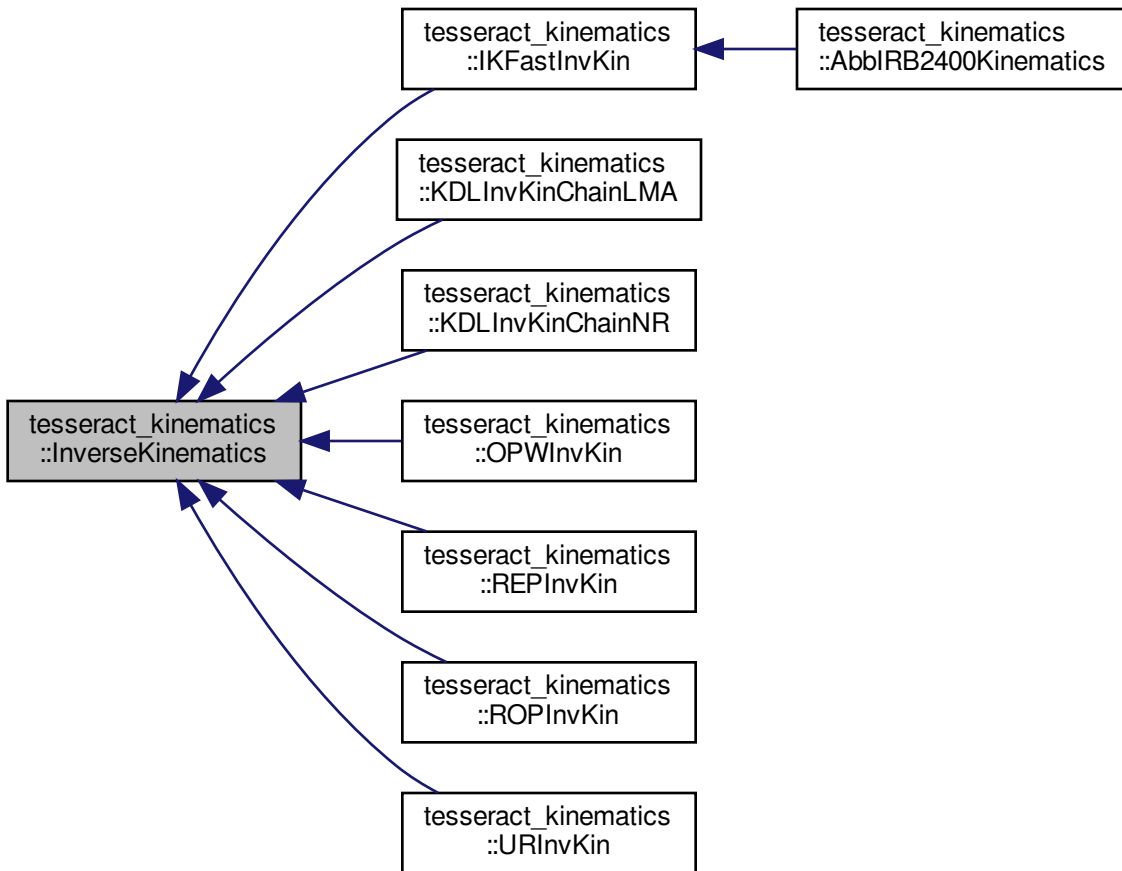 tesseract_kinematics
::IKFastInvKin
tesseract_kinematics
::AbbIRB2400Kinematics
tesseract_kinematics
::KDLInvKinChainLMA
tesseract_kinematics
::KDLInvKinChainNR
tesseract_kinematics
::InverseKinematics
tesseract_kinematics
::OPWInvKin
tesseract_kinematics
::REPInvKin
tesseract_kinematics
::ROPInvKin
tesseract_kinematics
::URInvKin